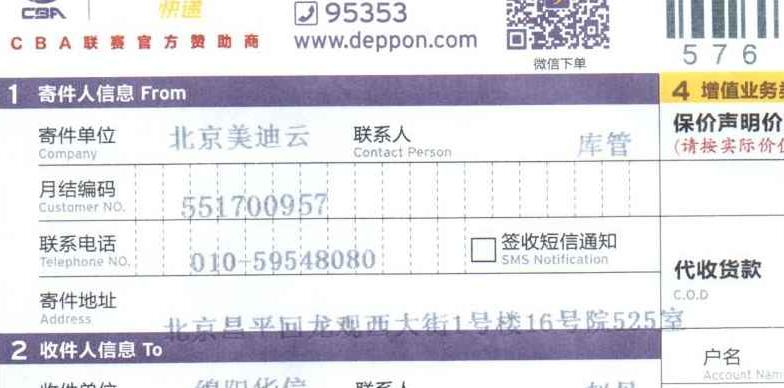 CBA 快递 95353
CBA联赛官方赞助商 www.deppon.com
微信下单
576
1 寄件人信息 From
4 增值业务
寄件单位 北京美迪云 联系人 库管
Company Contact Person
保价声明价
(请按实际价
月结编码 551700957
Customer NO.
联系电话 010-59548080 签收短信通知
Telephone NO. SMS Notification
代收货款
C.O.D
寄件地址 北京昌平回龙观西大街1号楼16号院525室
Address
2 收件人信息 To
户名
Account Nam
收件单位 绵阳华信 联系人